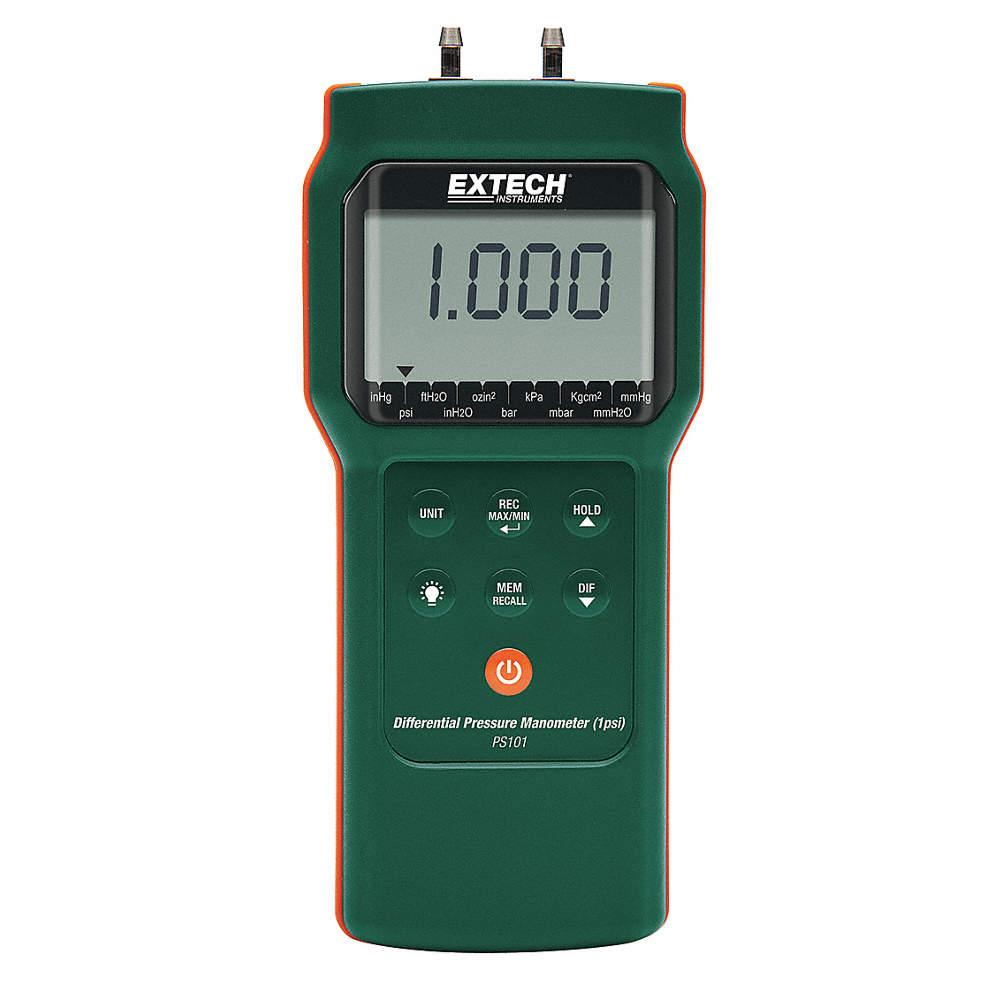 EXTECH®
INSTRUMENTS
1.000
inHg ftH2O ozin² kPa Kgcm² mmHg
psi inH2O bar mbar mmH2O
UNIT
REC
MAX/MIN
HOLD
MEM
RECALL
DIF
Differential Pressure Manometer (1psi)
PS101